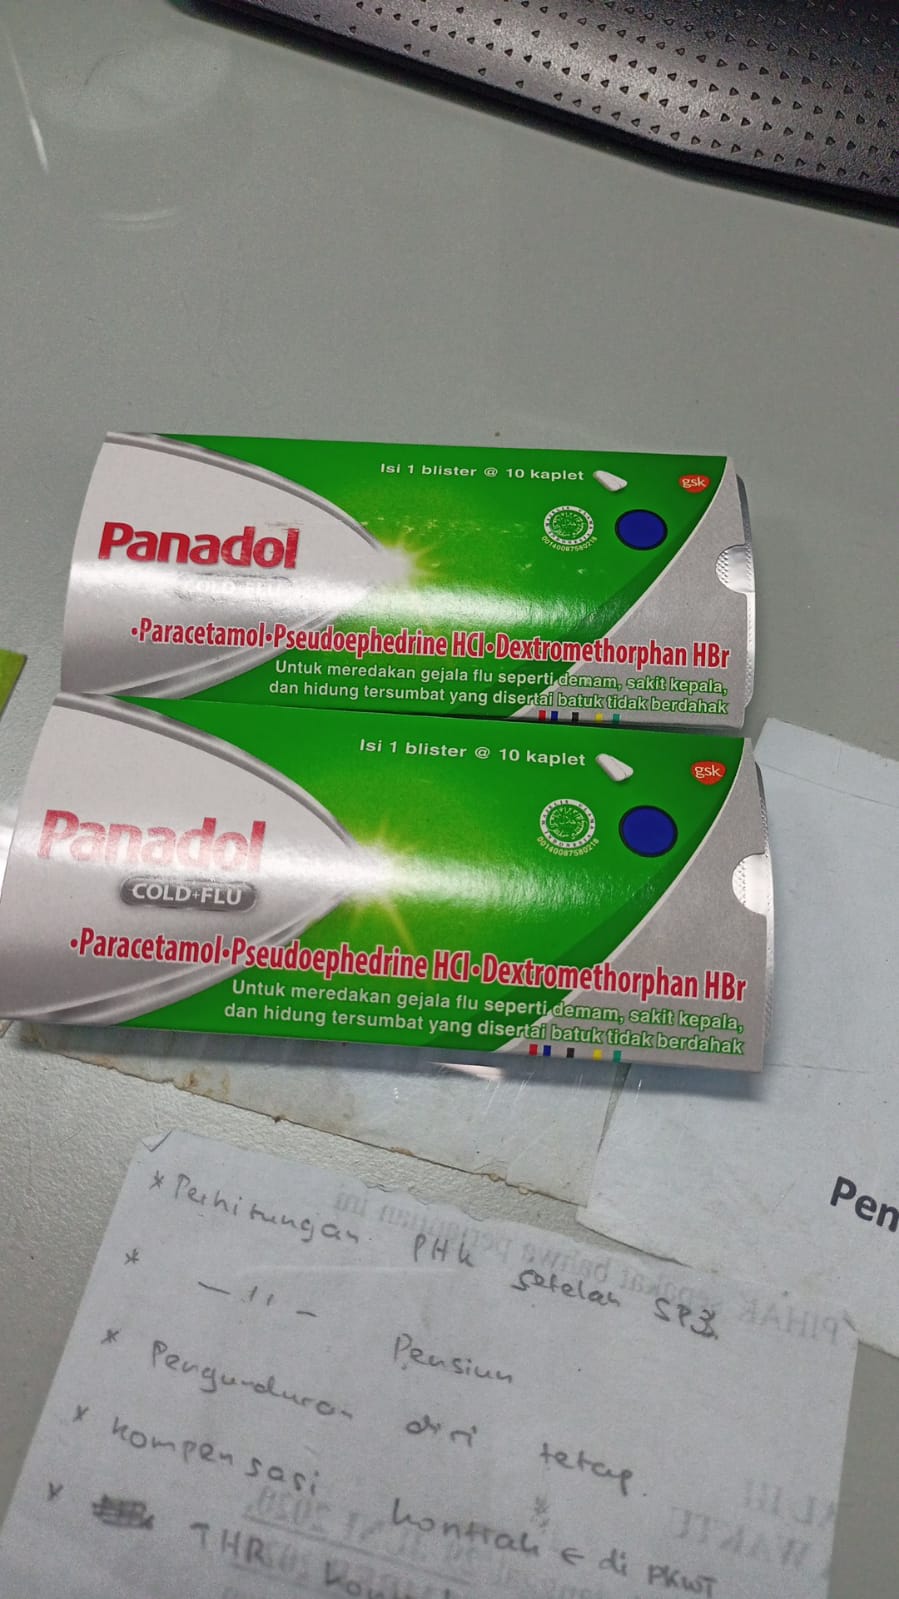 Isi 1 blister @ 10 kaplet
gsk
Panadol
COLD+FLU
•Paracetamol•Pseudoephedrine HCl•Dextromethorphan HBr
Untuk meredakan gejala flu seperti demam, sakit kepala,
dan hidung tersumbat yang disertai batuk tidak berdahak
Isi 1 blister @ 10 kaplet
gsk
Panadol
COLD+FLU
•Paracetamol•Pseudoephedrine HCl•Dextromethorphan HBr
Untuk meredakan gejala flu seperti demam, sakit kepala,
dan hidung tersumbat yang disertai batuk tidak berdahak
Pen
* Perhitungan PHK setelah SP3
* — 11 — Pensiun
* Pengunduran diri tetap
* Kompensasi kontrak di PKWT
* THR